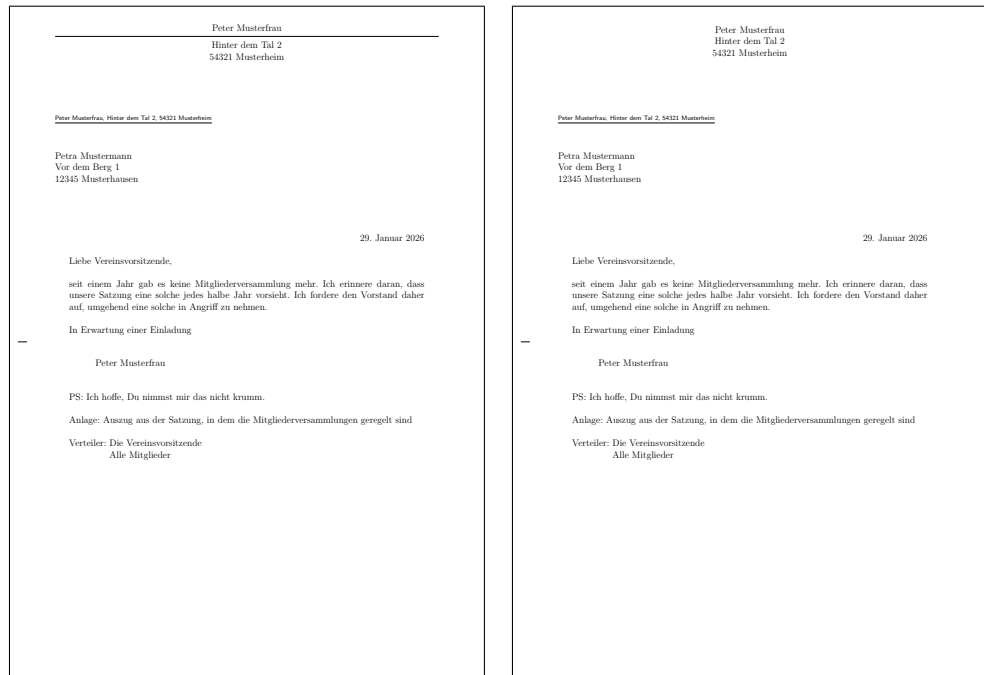 Peter Musterfrau
Hinter dem Tal 2
54321 Musterheim
Peter Musterfrau, Hinter dem Tal 2, 54321 Musterheim
Petra Mustermann
Vor dem Berg 1
12345 Musterhausen
29. Januar 2026
Liebe Vereinsvorsitzende,
seit einem Jahr gab es keine Mitgliederversammlung mehr. Ich erinnere daran, dass
unsere Satzung eine solche jedes halbe Jahr vorsieht. Ich fordere den Vorstand daher
auf, umgehend eine solche in Angriff zu nehmen.
In Erwartung einer Einladung
Peter Musterfrau
PS: Ich hoffe, Du nimmst mir das nicht krumm.
Anlage: Auszug aus der Satzung, in dem die Mitgliederversammlungen geregelt sind
Verteiler: Die Vereinsvorsitzende
Alle Mitglieder
Peter Musterfrau
Hinter dem Tal 2
54321 Musterheim
Peter Musterfrau, Hinter dem Tal 2, 54321 Musterheim
Petra Mustermann
Vor dem Berg 1
12345 Musterhausen
29. Januar 2026
Liebe Vereinsvorsitzende,
seit einem Jahr gab es keine Mitgliederversammlung mehr. Ich erinnere daran, dass
unsere Satzung eine solche jedes halbe Jahr vorsieht. Ich fordere den Vorstand daher
auf, umgehend eine solche in Angriff zu nehmen.
In Erwartung einer Einladung
Peter Musterfrau
PS: Ich hoffe, Du nimmst mir das nicht krumm.
Anlage: Auszug aus der Satzung, in dem die Mitgliederversammlungen geregelt sind
Verteiler: Die Vereinsvorsitzende
Alle Mitglieder